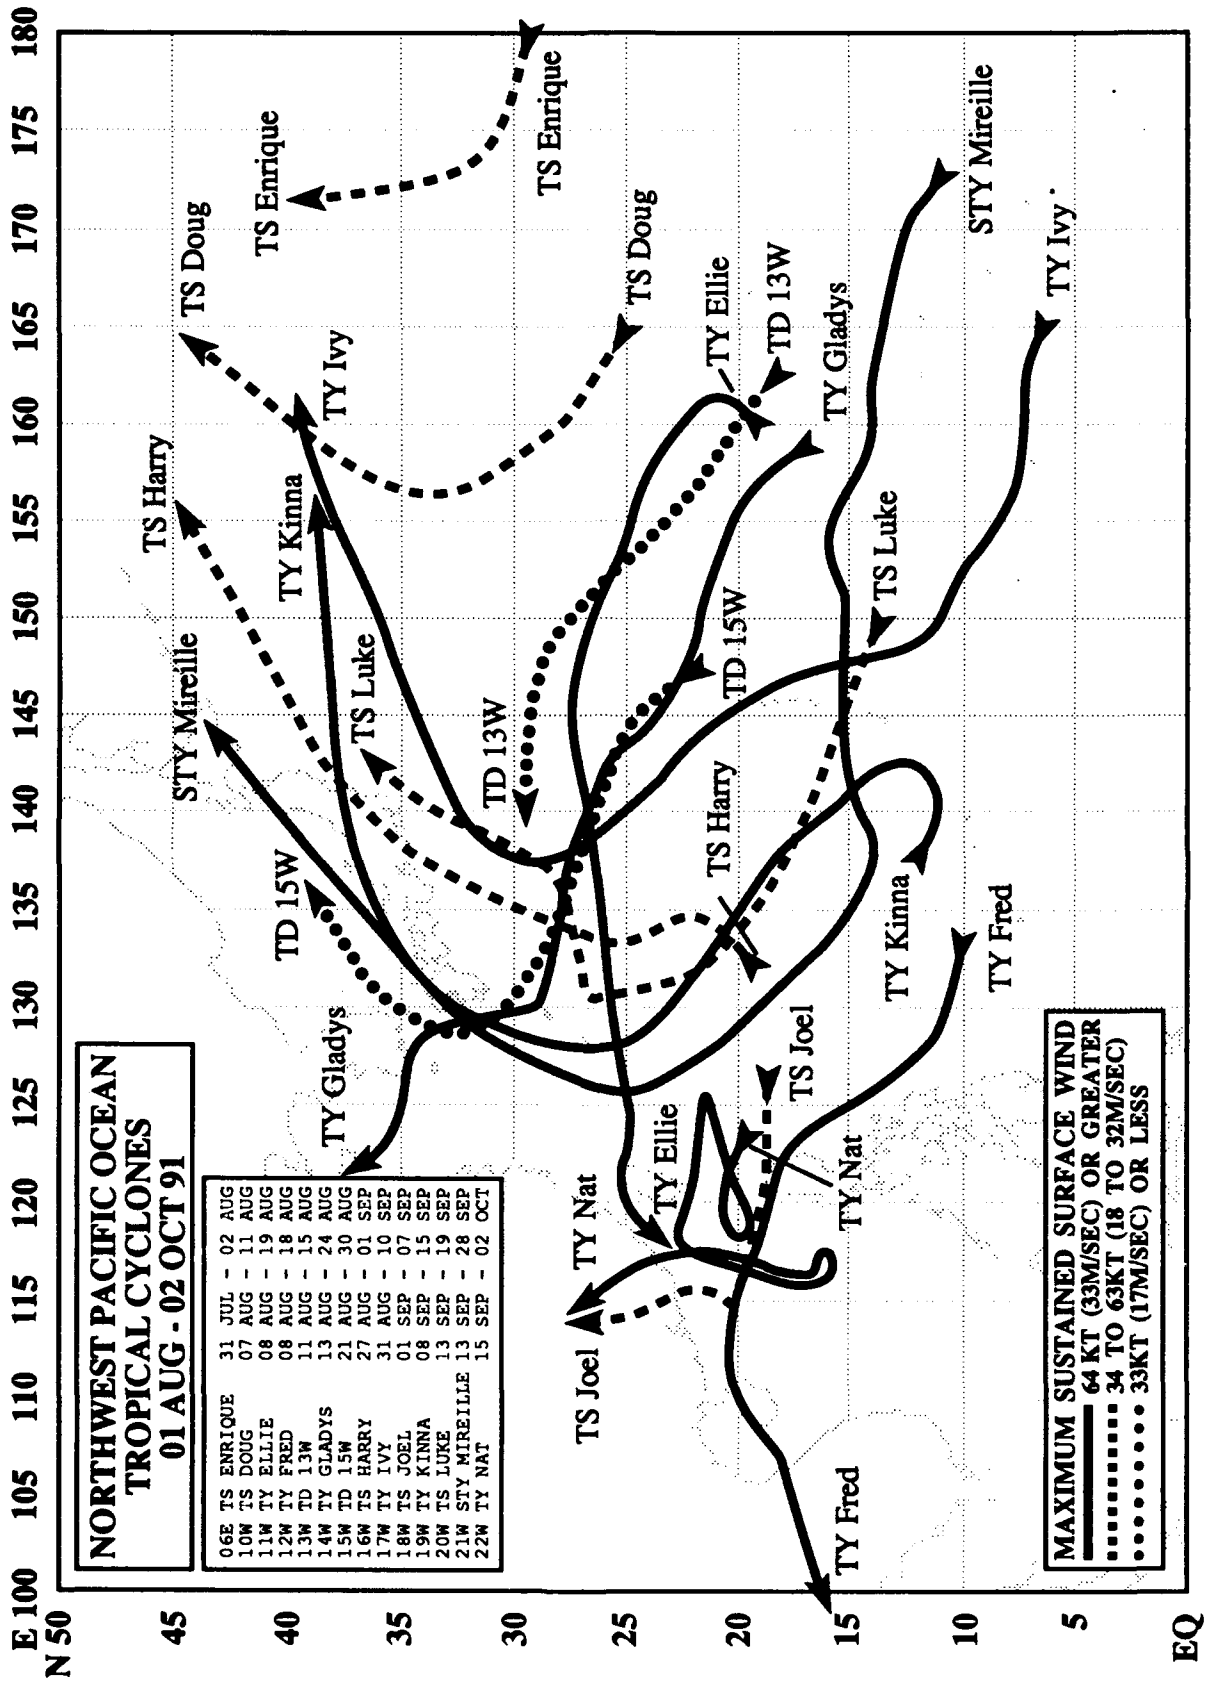 NORTHWEST PACIFIC OCEAN
TROPICAL CYCLONES
01 AUG - 02 OCT 91
06E TS ENRIQUE 31 JUL - 02 AUG
10W TS DOUG 07 AUG - 11 AUG
11W TY ELLIE 08 AUG - 19 AUG
12W TY FRED 08 AUG - 18 AUG
13W TD 13W 11 AUG - 15 AUG
14W TY GLADYS 13 AUG - 24 AUG
15W TD 15W 21 AUG - 30 AUG
16W TS HARRY 27 AUG - 01 SEP
17W TY IVY 31 AUG - 10 SEP
18W TS JOEL 01 SEP - 07 SEP
19W TY KINNA 08 SEP - 15 SEP
20W TS LUKE 13 SEP - 19 SEP
21W STY MIREILLE 13 SEP - 28 SEP
22W TY NAT 15 SEP - 02 OCT
E 100 105 110 115 120 125 130 135 140 145 150 155 160 165 170 175 180
N 50
45
40
35
30
25
20
15
10
5
EQ
TS Doug
TS Enrique
TS Harry
STY Mireille
TY Kinna
TY Ivy
TD 15W
TS Luke
TY Gladys
TD 13W
TS Enrique
TS Doug
TY Nat
TS Joel
TY Ellie
TS Harry
TD 15W
TY Ellie
TD 13W
TY Gladys
TS Joel
TY Nat
TY Fred
TS Luke
TY Kinna
STY Mireille
TY Fred
TY Ivy
MAXIMUM SUSTAINED SURFACE WIND
64 KT (33M/SEC) OR GREATER
34 TO 63KT (18 TO 32M/SEC)
33KT (17M/SEC) OR LESS